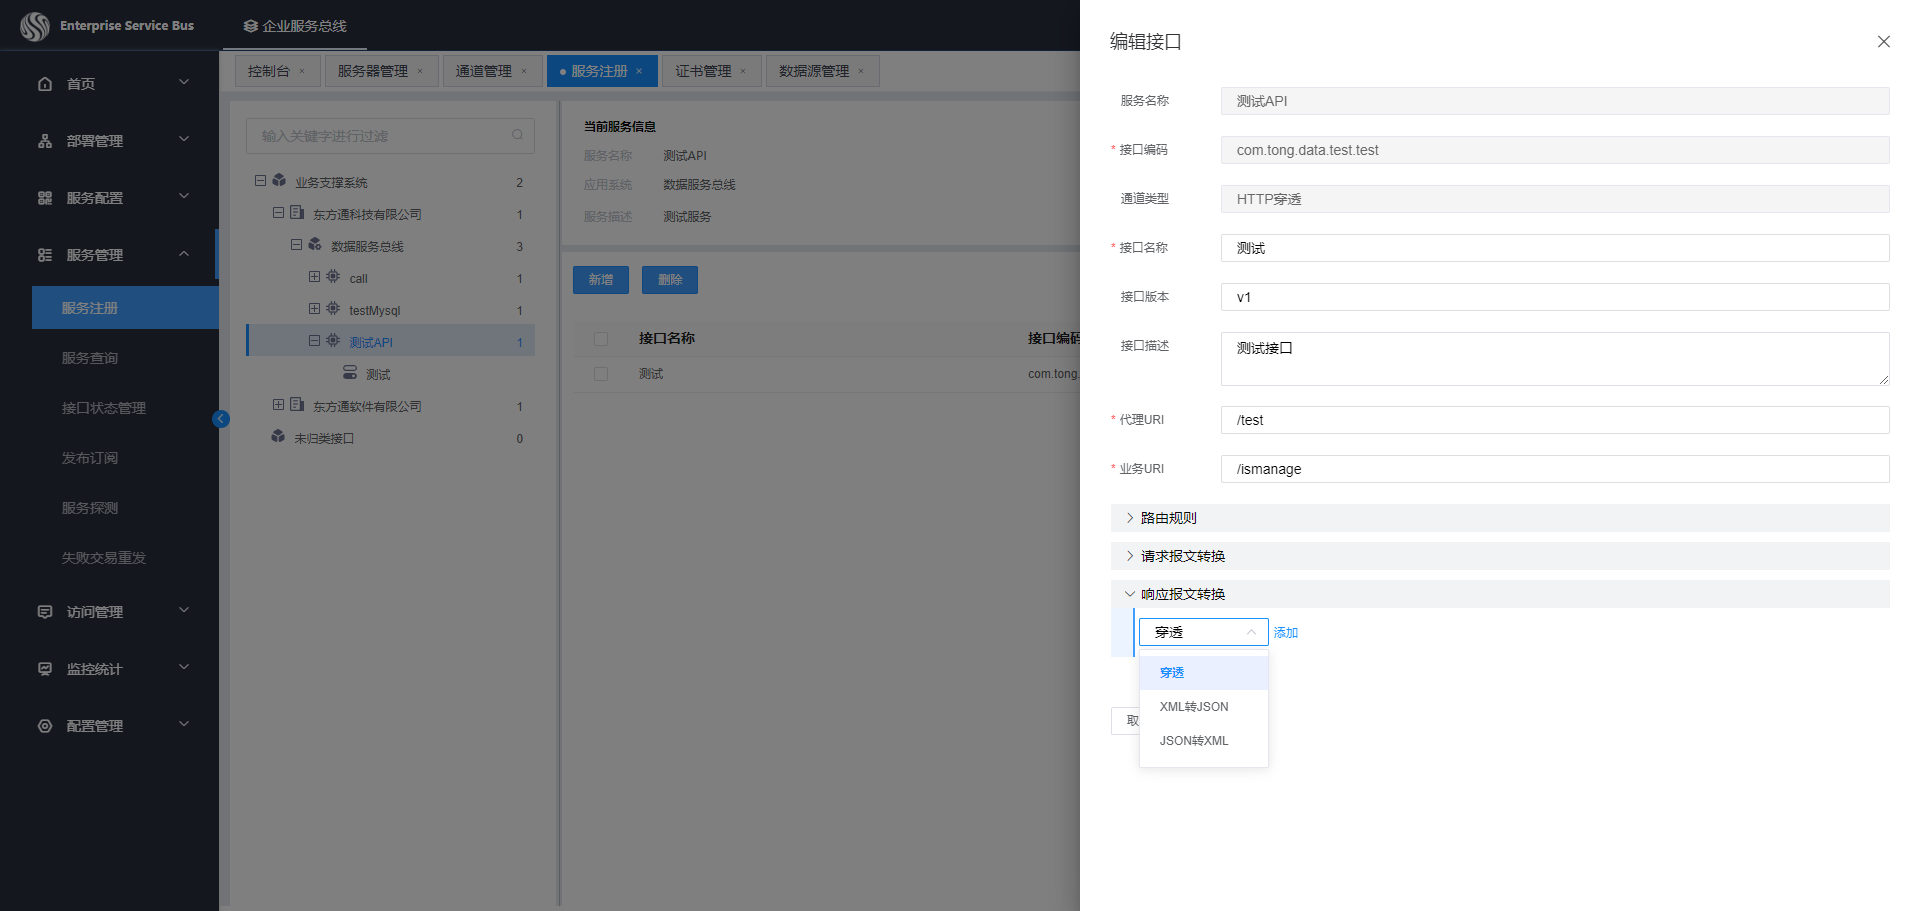 Enterprise Service Bus
企业服务总线
首页
部署管理
服务配置
服务管理
服务注册
服务查询
接口状态管理
发布订阅
服务探测
失败交易重发
访问管理
监控统计
配置管理
控制台 × 服务器管理 × 通道管理 × 服务注册 × 证书管理 × 数据源管理 ×
输入关键字进行过滤
业务支撑系统 2
东方通科技有限公司 1
数据服务总线 3
call 1
testMysql 1
测试API 1
测试
东方通软件有限公司 1
未归类接口 0
当前服务信息
服务名称 测试API
应用系统 数据服务总线
服务描述 测试服务
新增 删除
接口名称 接口编码
测试 com.tong.
编辑接口
服务名称 测试API
* 接口编码 com.tong.data.test.test
通道类型 HTTP穿透
* 接口名称 测试
接口版本 v1
接口描述 测试接口
* 代理URI /test
* 业务URI /ismanage
路由规则
请求报文转换
响应报文转换
穿透 添加
穿透
XML转JSON
JSON转XML
取